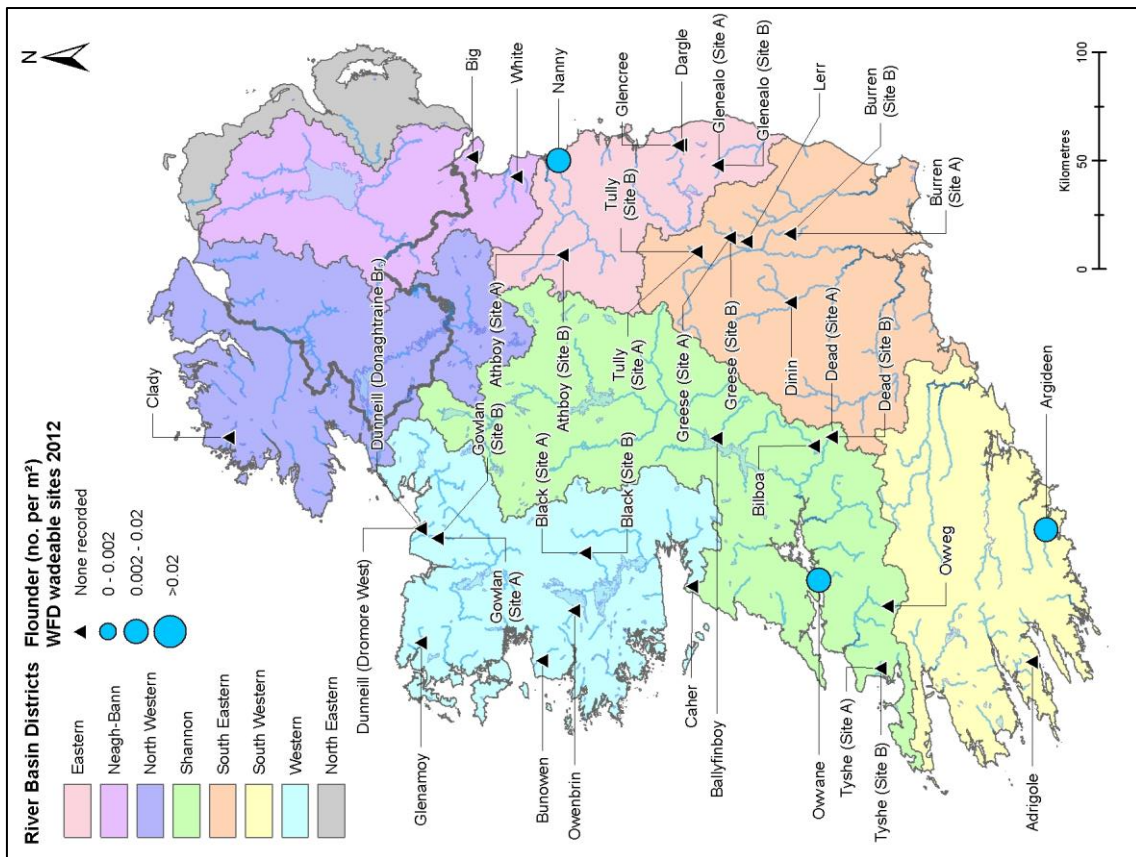 River Basin Districts
Eastern
Neagh-Bann
North Western
Shannon
South Eastern
South Western
Western
North Eastern
Flounder (no. per m²)
WFD wadeable sites 2012
None recorded
0 - 0.002
0.002 - 0.02
>0.02
N
Clady
Dunneill (Donaghtraine Br.)
Dunneill (Dromore West)
Gowlan
(Site B)
Gowlan
(Site A)
Glenamoy
Bunowen
Owenbrin
Black (Site A)
Black (Site B)
Caher
Ballyfinboy
Bilboa
Owvane
Tyshe (Site A)
Tyshe (Site B)
Owveg
Adrigole
Argideen
Big
White
Nanny
Athboy (Site A)
Athboy (Site B)
Glencree
Dargle
Glenealo (Site A)
Glenealo (Site B)
Tully
(Site B)
Tully
(Site A)
Greese (Site A)
Greese (Site B)
Lerr
Burren
(Site B)
Burren
(Site A)
Dinin
Dead (Site A)
Dead (Site B)
0
50
100
Kilometres